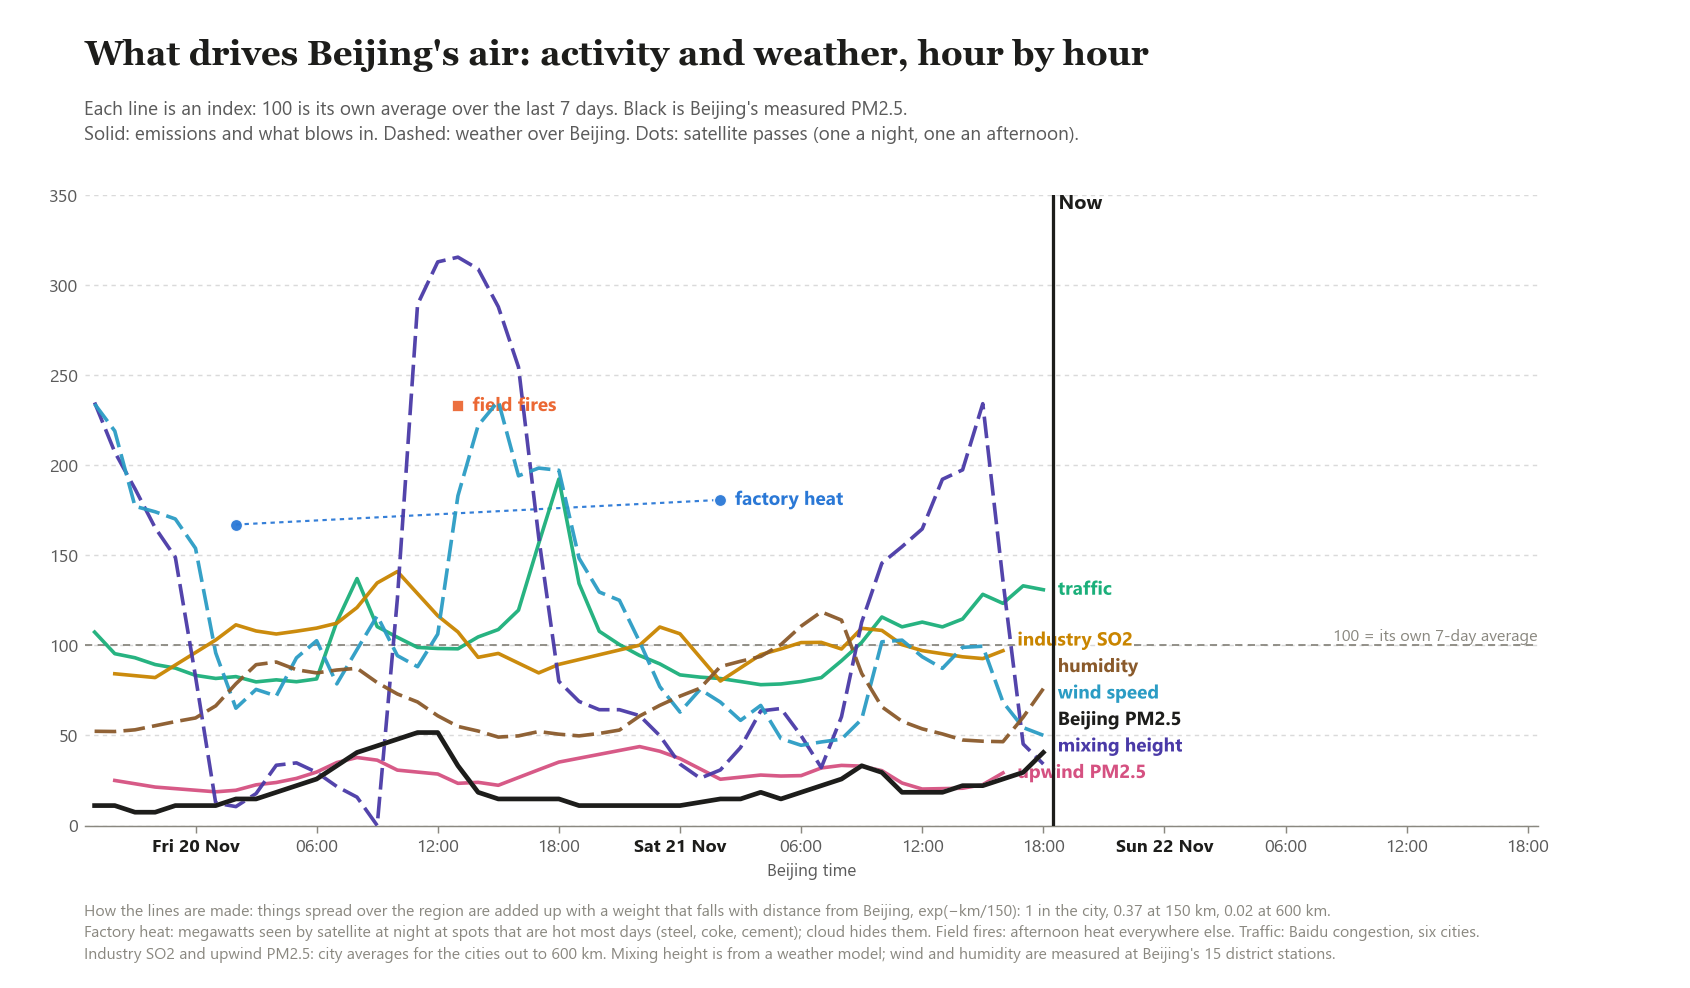 What drives Beijing's air: activity and weather, hour by hour
Each line is an index: 100 is its own average over the last 7 days. Black is Beijing's measured PM2.5.
Solid: emissions and what blows in. Dashed: weather over Beijing. Dots: satellite passes (one a night, one an afternoon).
350
Now
300
250
field fires
200
factory heat
150
traffic
100
industry SO2
100 = its own 7-day average
humidity
wind speed
Beijing PM2.5
50
mixing height
upwind PM2.5
0
Fri 20 Nov
06:00
12:00
18:00
Sat 21 Nov
06:00
12:00
18:00
Sun 22 Nov
06:00
12:00
18:00
Beijing time
How the lines are made: things spread over the region are added up with a weight that falls with distance from Beijing, exp(−km/150): 1 in the city, 0.37 at 150 km, 0.02 at 600 km.
Factory heat: megawatts seen by satellite at night at spots that are hot most days (steel, coke, cement); cloud hides them. Field fires: afternoon heat everywhere else. Traffic: Baidu congestion, six cities.
Industry SO2 and upwind PM2.5: city averages for the cities out to 600 km. Mixing height is from a weather model; wind and humidity are measured at Beijing's 15 district stations.